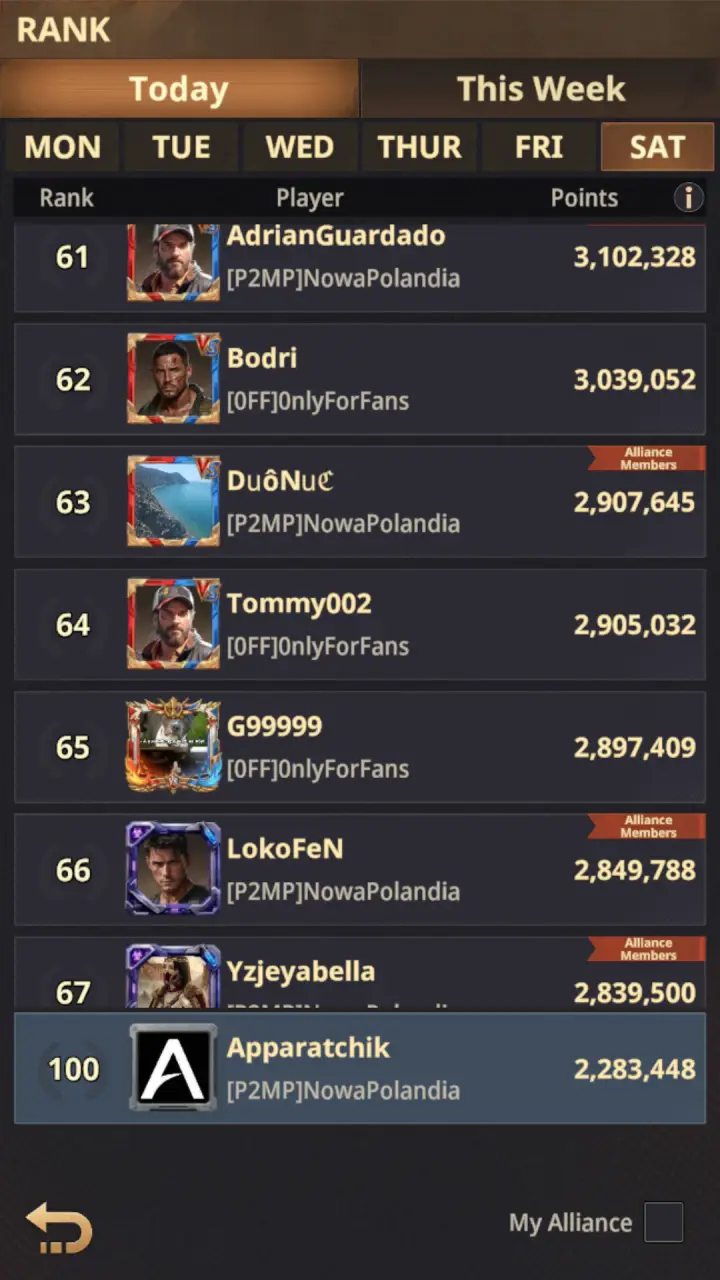 RANK
Today
This Week
MON
TUE
WED
THUR
FRI
SAT
Rank
Player
Points
i
61
AdrianGuardado
[P2MP]NowaPolandia
3,102,328
62
Bodri
[0FF]0nlyForFans
3,039,052
63
DuôNuℭ
[P2MP]NowaPolandia
Alliance
Members
2,907,645
64
Tommy002
[0FF]0nlyForFans
2,905,032
65
G99999
[0FF]0nlyForFans
2,897,409
66
LokoFeN
[P2MP]NowaPolandia
Alliance
Members
2,849,788
67
Yzjeyabella
Alliance
Members
2,839,500
100
Apparatchik
[P2MP]NowaPolandia
2,283,448
My Alliance